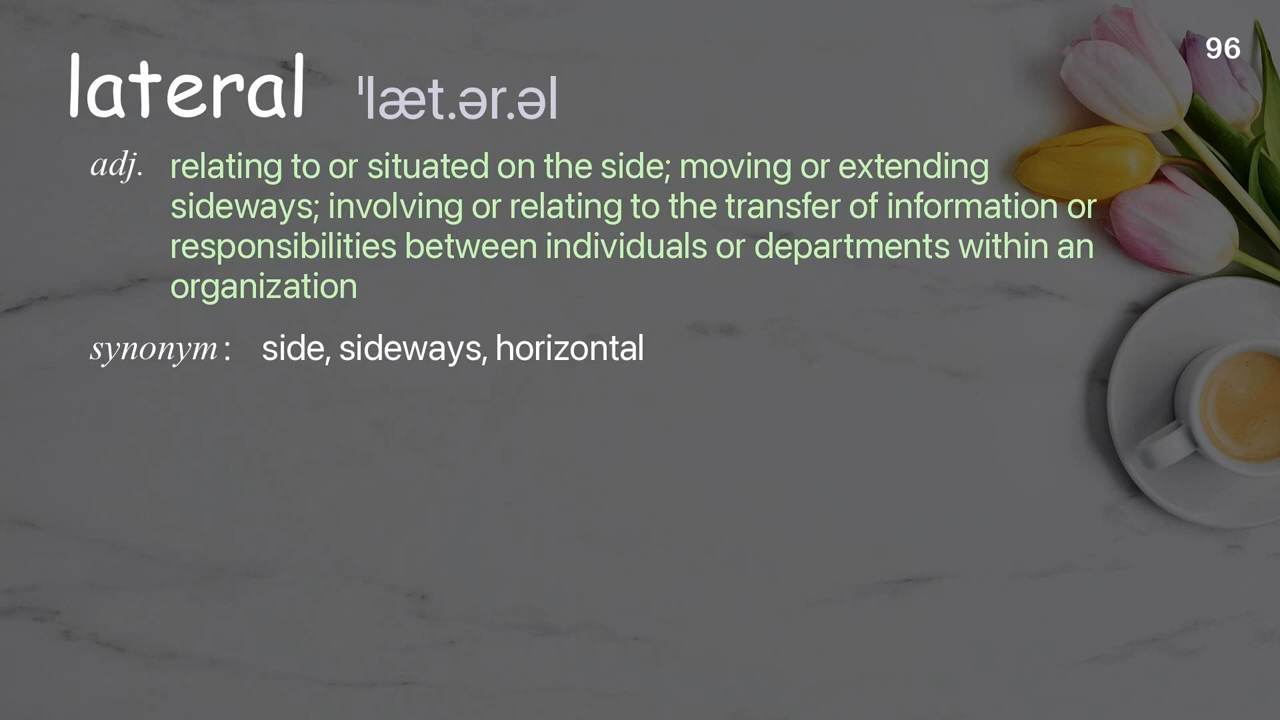 96
lateral ˈlæt.ər.əl
adj. relating to or situated on the side; moving or extending
sideways; involving or relating to the transfer of information or
responsibilities between individuals or departments within an
organization
synonym : side, sideways, horizontal